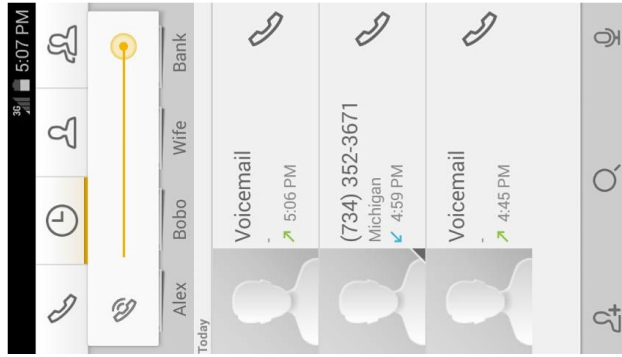 3G 5:07 PM
Alex Bobo Wife Bank
Today
Voicemail
-
5:06 PM
(734) 352-3671
Michigan
4:59 PM
Voicemail
-
4:45 PM